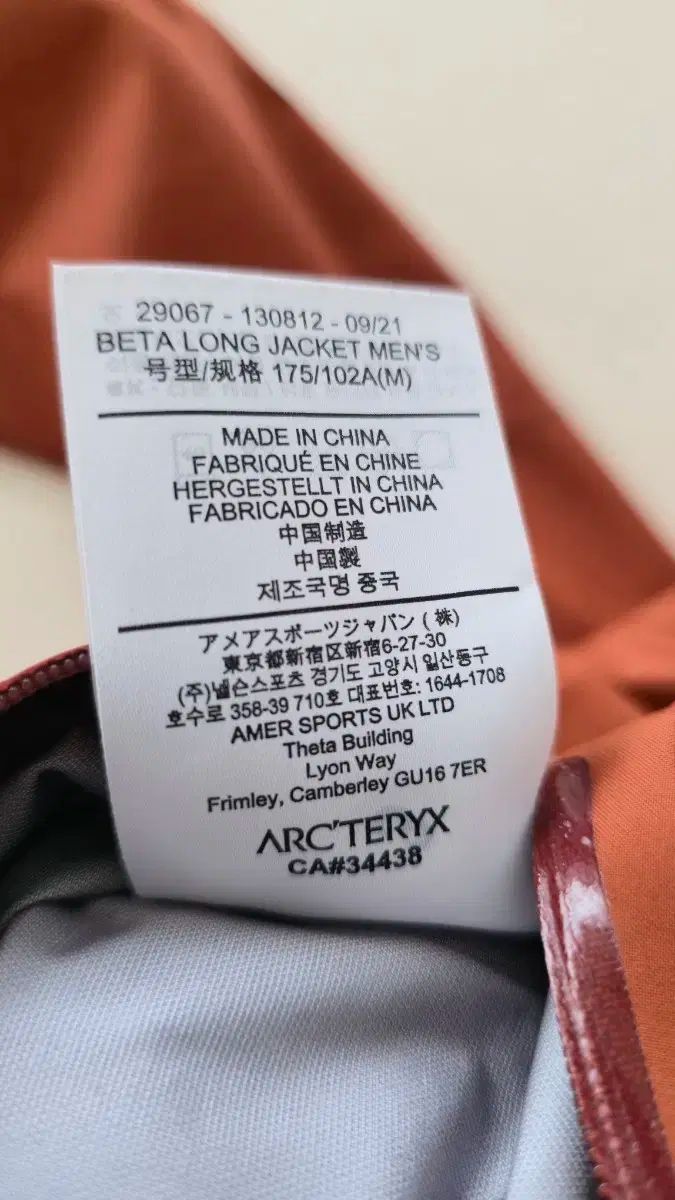 29067 - 130812 - 09/21
BETA LONG JACKET MEN'S
号型/规格 175/102A(M)
MADE IN CHINA
FABRIQUÉ EN CHINE
HERGESTELLT IN CHINA
FABRICADO EN CHINA
中国制造
中国製
제조국명 중국
アメアスポーツジャパン (株)
東京都新宿区新宿6-27-30
(주)넬슨스포츠 경기도 고양시 일산동구
호수로 358-39 710호 대표번호: 1644-1708
AMER SPORTS UK LTD
Theta Building
Lyon Way
Frimley, Camberley GU16 7ER
ARC'TERYX
CA#34438